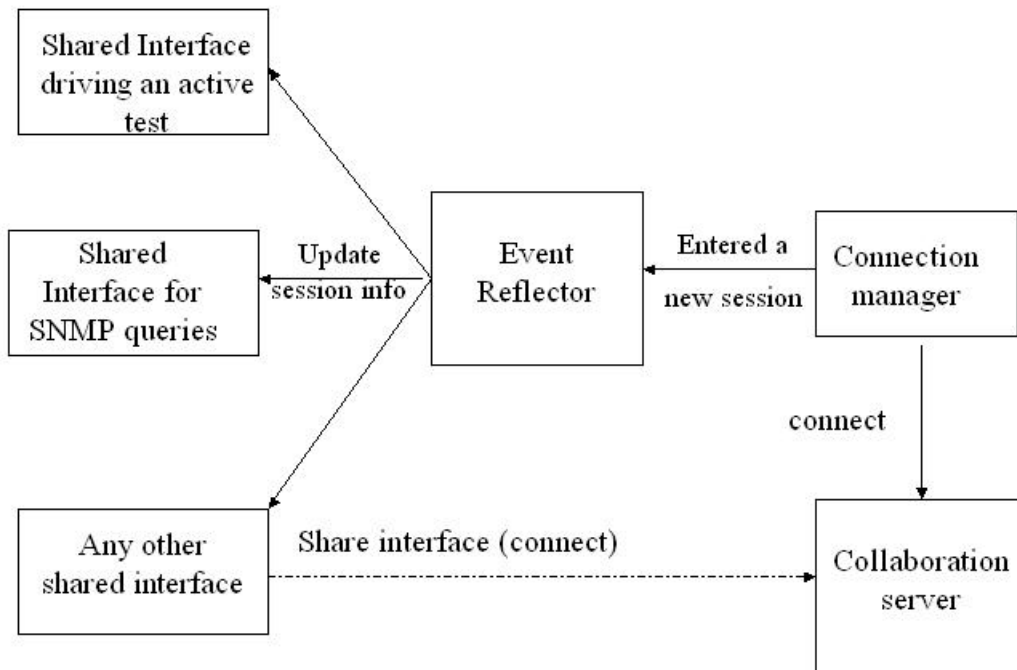 Shared Interface
driving an active
test
Shared
Interface for
SNMP queries
Update
session info
Event
Reflector
Entered a
new session
Connection
manager
connect
Any other
shared interface
Share interface (connect)
Collaboration
server